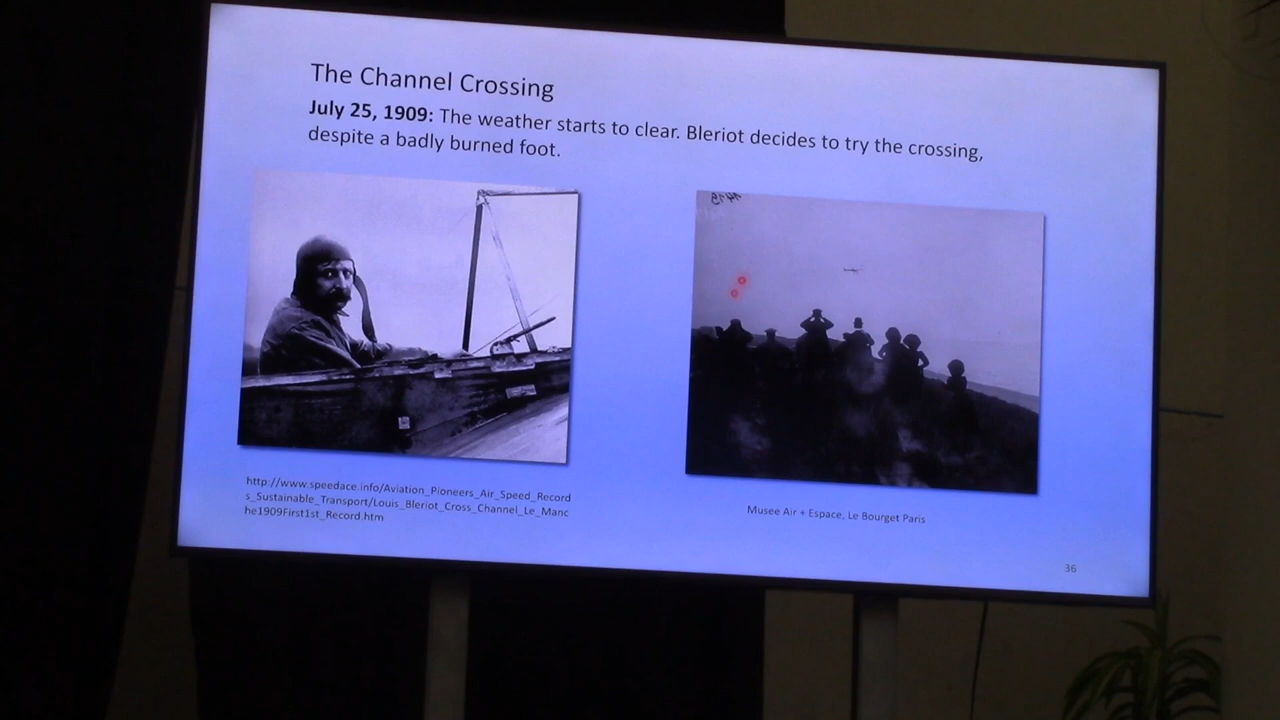 The Channel Crossing
July 25, 1909: The weather starts to clear. Bleriot decides to try the crossing,
despite a badly burned foot.
http://www.speedace.info/Aviation_Pioneers_Air_Speed_Record
s_Sustainable_Transport/Louis_Bleriot_Cross_Channel_Le_Manc
he1909First1st_Record.htm
Musee Air + Espace, Le Bourget Paris
36